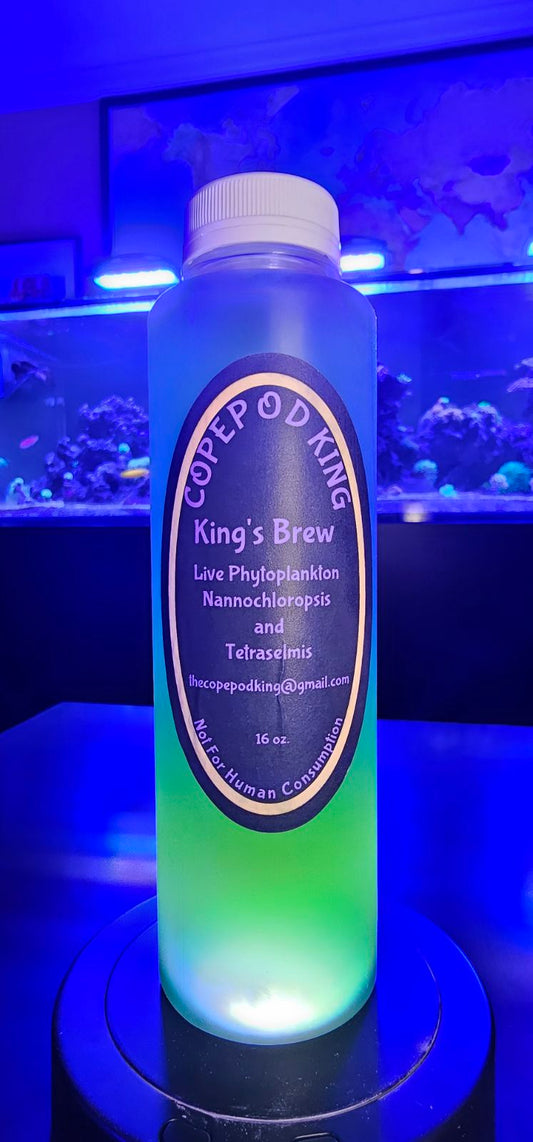 COPEPOD KING
King's Brew
Live Phytoplankton
Nannochloropsis
and
Tetraselmis
thecopepodking@gmail.com
16 oz.
Not For Human Consumption